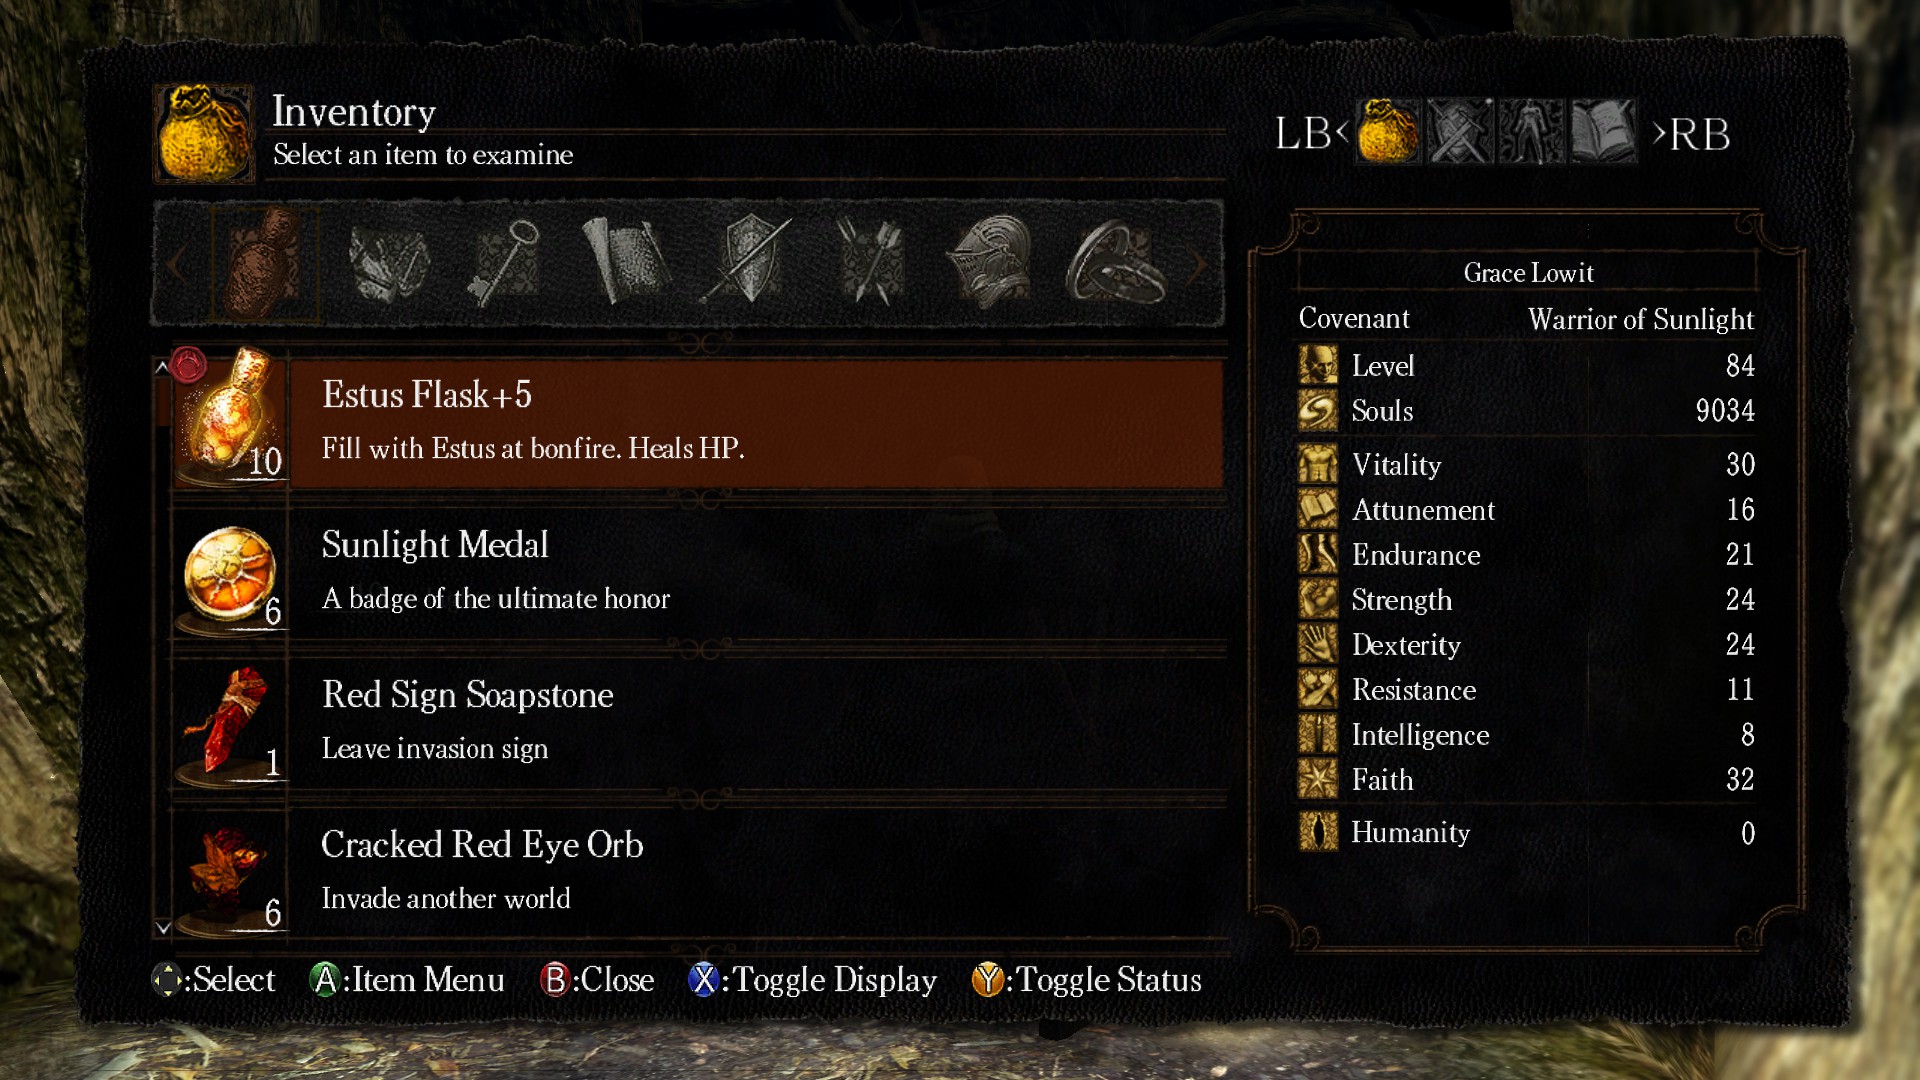 Inventory
Select an item to examine
LB< >RB
Estus Flask+5
Fill with Estus at bonfire. Heals HP.
10
Sunlight Medal
A badge of the ultimate honor
6
Red Sign Soapstone
Leave invasion sign
1
Cracked Red Eye Orb
Invade another world
6
Grace Lowit
Covenant Warrior of Sunlight
Level 84
Souls 9034
Vitality 30
Attunement 16
Endurance 21
Strength 24
Dexterity 24
Resistance 11
Intelligence 8
Faith 32
Humanity 0
:Select A:Item Menu B:Close X:Toggle Display Y:Toggle Status